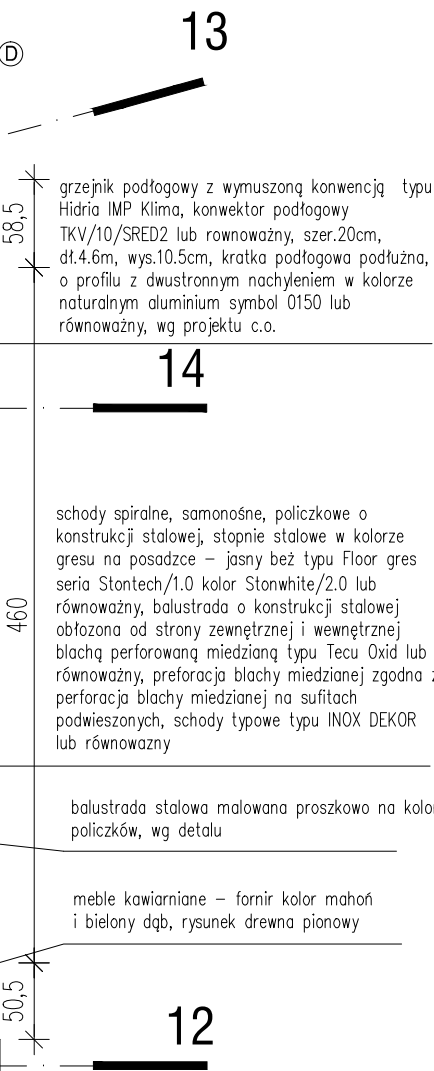 13
D
58,5
grzejnik podłogowy z wymuszoną konwencją typu
Hidria IMP Klima, konwektor podłogowy
TKV/10/SRED2 lub rownoważny, szer.20cm,
dł.4.6m, wys.10.5cm, kratka podłogowa podłużna,
o profilu z dwustronnym nachyleniem w kolorze
naturalnym aluminium symbol 0150 lub
równoważny, wg projektu c.o.
14
460
schody spiralne, samonośne, policzkowe o
konstrukcji stalowej, stopnie stalowe w kolorze
gresu na posadzce – jasny beż typu Floor gres
seria Stontech/1.0 kolor Stonwhite/2.0 lub
równoważny, balustrada o konstrukcji stalowej
obłozona od strony zewnętrznej i wewnętrznej
blachą perforowaną miedzianą typu Tecu Oxid lub
równoważny, preforacja blachy miedzianej zgodna z
perforacja blachy miedzianej na sufitach
podwieszonych, schody typowe typu INOX DEKOR
lub równowazny
balustrada stalowa malowana proszkowo na kolor
policzków, wg detalu
meble kawiarniane – fornir kolor mahoń
i bielony dąb, rysunek drewna pionowy
50,5
12